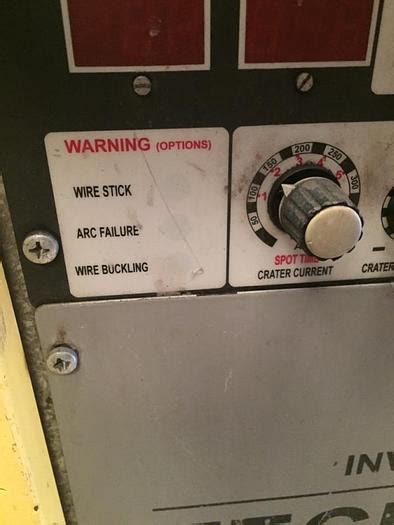 WARNING (OPTIONS)
WIRE STICK
ARC FAILURE
WIRE BUCKLING
50 100 150 200 250 300
1 2 3 4 5
SPOT TIME
CRATER CURRENT
CRATER
INV